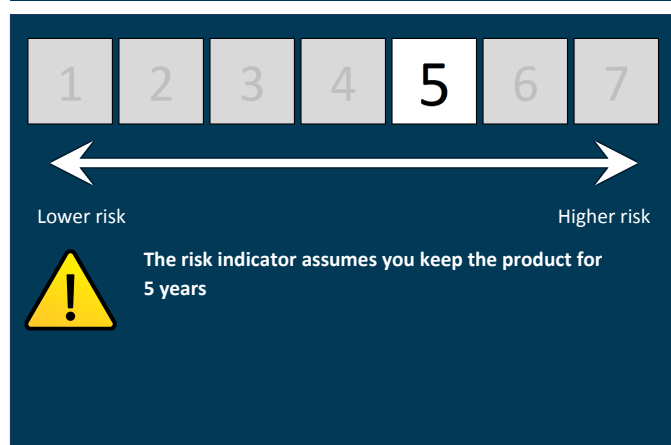 1 2 3 4 5 6 7
Lower risk Higher risk
The risk indicator assumes you keep the product for
5 years